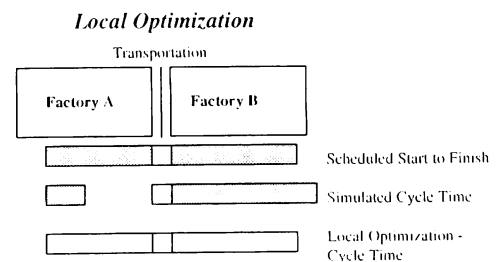 Local Optimization
Transportation
Factory A
Factory B
Scheduled Start to Finish
Simulated Cycle Time
Local Optimization -
Cycle Time